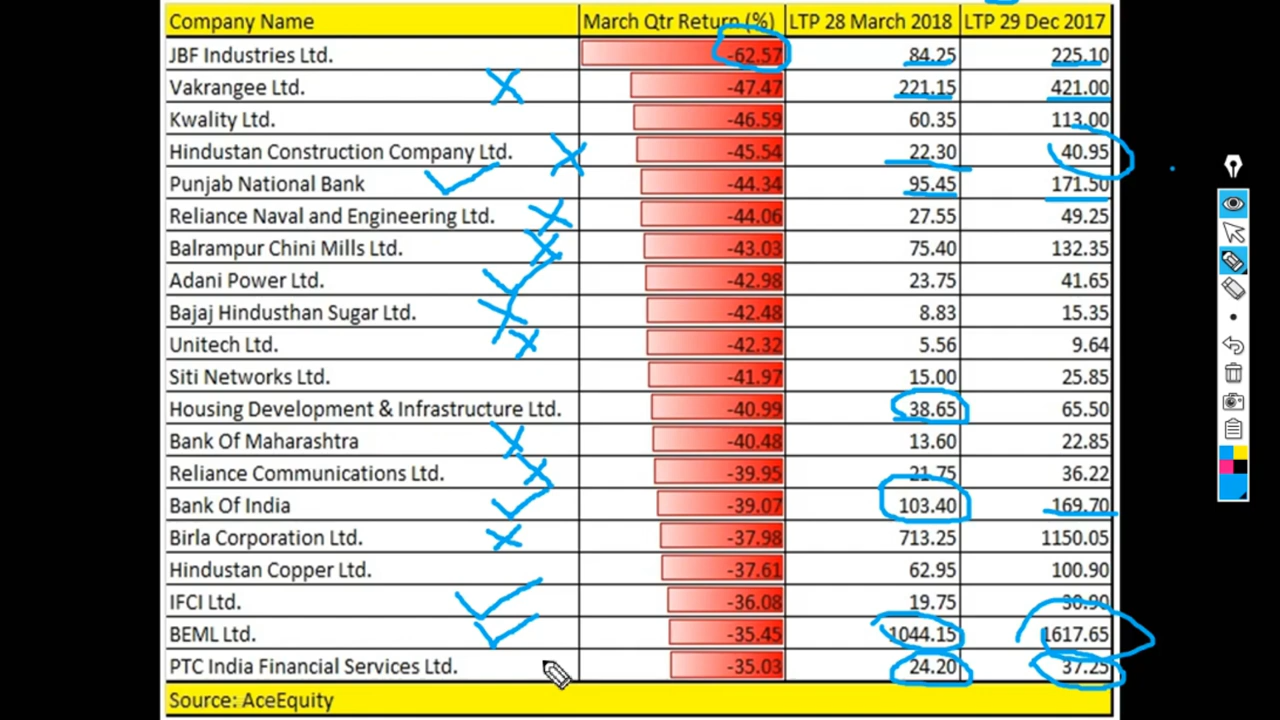 Company Name March Qtr Return (%) LTP 28 March 2018 LTP 29 Dec 2017
JBF Industries Ltd. -62.57 84.25 225.10
Vakrangee Ltd. -47.47 221.15 421.00
Kwality Ltd. -46.59 60.35 113.00
Hindustan Construction Company Ltd. -45.54 22.30 40.95
Punjab National Bank -44.34 95.45 171.50
Reliance Naval and Engineering Ltd. -44.06 27.55 49.25
Balrampur Chini Mills Ltd. -43.03 75.40 132.35
Adani Power Ltd. -42.98 23.75 41.65
Bajaj Hindusthan Sugar Ltd. -42.48 8.83 15.35
Unitech Ltd. -42.32 5.56 9.64
Siti Networks Ltd. -41.97 15.00 25.85
Housing Development & Infrastructure Ltd. -40.99 38.65 65.50
Bank Of Maharashtra -40.48 13.60 22.85
Reliance Communications Ltd. -39.95 21.75 36.22
Bank Of India -39.07 103.40 169.70
Birla Corporation Ltd. -37.98 713.25 1150.05
Hindustan Copper Ltd. -37.61 62.95 100.90
IFCI Ltd. -36.08 19.75 30.90
BEML Ltd. -35.45 1044.15 1617.65
PTC India Financial Services Ltd. -35.03 24.20 37.25
Source: AceEquity